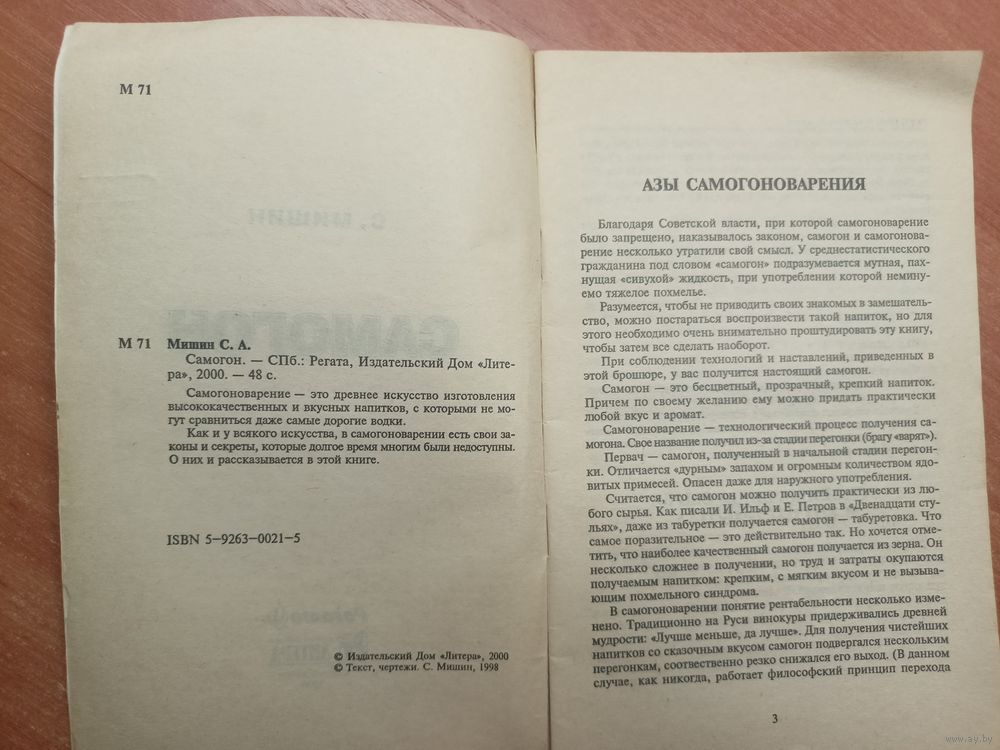 М 71
М 71 Мишин С. А.
Самогон. — СПб.: Регата, Издательский Дом «Лите-
ра», 2000. — 48 с.
Самогоноварение — это древнее искусство изготовления
высококачественных и вкусных напитков, с которыми не мо-
гут сравниться даже самые дорогие водки.
Как и у всякого искусства, в самогоноварении есть свои за-
коны и секреты, которые долгое время многим были недоступны.
О них и рассказывается в этой книге.
ISBN 5–9263–0021–5
© Издательский Дом «Литера», 2000
© Текст, чертежи. С. Мишин, 1998
АЗЫ САМОГОНОВАРЕНИЯ
Благодаря Советской власти, при которой самогоноварение
было запрещено, наказывалось законом, самогон и самогонова-
рение несколько утратили свой смысл. У среднестатистического
гражданина под словом «самогон» подразумевается мутная, пах-
нущая «сивухой» жидкость, при употреблении которой немину-
емо тяжелое похмелье.
Разумеется, чтобы не приводить своих знакомых в замешатель-
ство, можно постараться воспроизвести такой напиток, но для
этого необходимо очень внимательно проштудировать эту книгу,
чтобы затем все сделать наоборот.
При соблюдении технологий и наставлений, приведенных в
этой брошюре, у вас получится настоящий самогон.
Самогон — это бесцветный, прозрачный, крепкий напиток.
Причем по своему желанию ему можно придать практически
любой вкус и аромат.
Самогоноварение — технологический процесс получения са-
могона. Свое название получил из-за стадии перегонки (брагу «варят»).
Первач — самогон, полученный в начальной стадии перегон-
ки. Отличается «дурным» запахом и огромным количеством ядо-
витых примесей. Опасен даже для наружного употребления.
Считается, что самогон можно получить практически из лю-
бого сырья. Как писали И. Ильф и Е. Петров в «Двенадцати сту-
льях», даже из табуретки получается самогон — табуретовка. Что
самое поразительное — это действительно так. Но хочется отме-
тить, что наиболее качественный самогон получается из зерна. Он
несколько сложнее в получении, но труд и затраты окупаются
получаемым напитком: крепким, с мягким вкусом и не вызыва-
ющим похмельного синдрома.
В самогоноварении понятие рентабельности несколько изме-
нено. Традиционно на Руси винокуры придерживались древней
мудрости: «Лучше меньше, да лучше». Для получения чистейших
напитков со сказочным вкусом самогон подвергался нескольким
перегонкам, соотвественно резко снижался его выход. (В данном
случае, как никогда, работает философский принцип перехода
3
www.ay.by